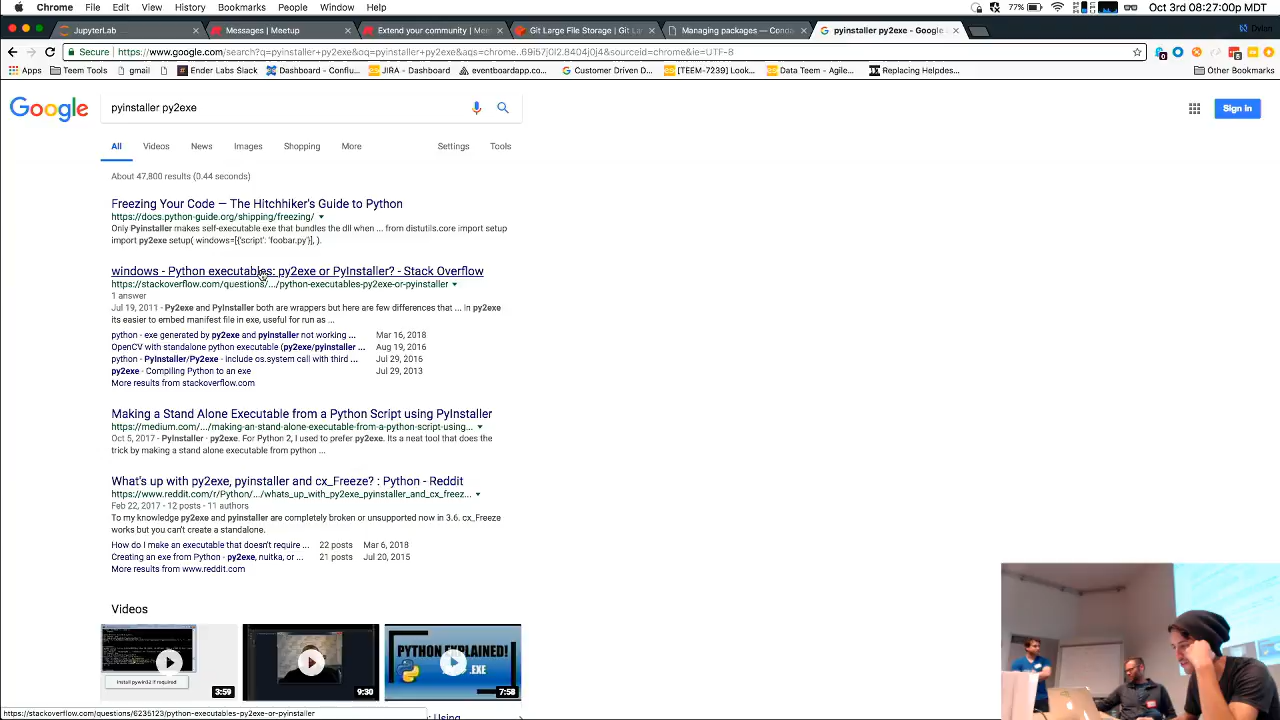 Chrome File Edit View History Bookmarks People Window Help 77% Oct 3rd 8:27:00p MDT
JupyterLab Messages | Meetup Extend your community | Git Large File Storage | Git Managing packages — Conda pyinstaller py2exe - Google Dylan
Secure https://www.google.com/search?q=pyinstaller+py2exe&oq=pyinstaller+py2exe&aqs=chrome..69i57j0l2.8404j0j4&sourceid=chrome&ie=UTF-8
Apps Teem Tools gmail Ender Labs Slack Dashboard - Conflu... JIRA - Dashboard eventboardapp.co... Customer Driven D... [TEEM-7239] Look... Data Teem - Agile... Replacing Helpdes... Other Bookmarks
Google pyinstaller py2exe Sign In
All Videos News Images Shopping More Settings Tools
About 47,800 results (0.44 seconds)
Freezing Your Code — The Hitchhiker's Guide to Python
https://docs.python-guide.org/shipping/freezing/
Only Pyinstaller makes self-executable exe that bundles the dll when ... from distutils.core import setup
import py2exe setup( windows=[{'script': 'foobar.py'}], ).
windows - Python executables: py2exe or PyInstaller? - Stack Overflow
https://stackoverflow.com/questions/.../python-executables-py2exe-or-pyinstaller
1 answer
Jul 19, 2011 - Py2exe and PyInstaller both are wrappers but here are few differences that ... In py2exe
its easier to embed manifest file in exe, useful for run as ...
python - exe generated by py2exe and pyinstaller not working ... Mar 16, 2018
OpenCV with standalone python executable (py2exe/pyinstaller ... Aug 19, 2016
python - PyInstaller/Py2exe - include os.system call with third ... Jul 29, 2016
py2exe - Compiling Python to an exe Jul 29, 2013
More results from stackoverflow.com
Making a Stand Alone Executable from a Python Script using PyInstaller
https://medium.com/.../making-an-stand-alone-executable-from-a-python-script-using...
Oct 5, 2017 - PyInstaller · py2exe. For Python 2, I used to prefer py2exe. Its a neat tool that does the
trick by making a stand alone executable from python ...
What's up with py2exe, pyinstaller and cx_Freeze? : Python - Reddit
https://www.reddit.com/r/Python/.../whats_up_with_py2exe_pyinstaller_and_cx_freez...
Feb 22, 2017 - 12 posts - 11 authors
To my knowledge py2exe and pyinstaller are completely broken or unsupported now in 3.6. cx_Freeze
works but you can't create a standalone.
How do I make an executable that doesn't require ... 22 posts Mar 6, 2018
Creating an exe from Python - py2exe, nuitka, or ... 21 posts Jul 20, 2015
More results from www.reddit.com
Videos
PYTHON EXPLAINED!
.EXE
Install pywin32 if required
3:59 9:30 7:58
https://stackoverflow.com/questions/6235123/python-executables-py2exe-or-pyinstaller